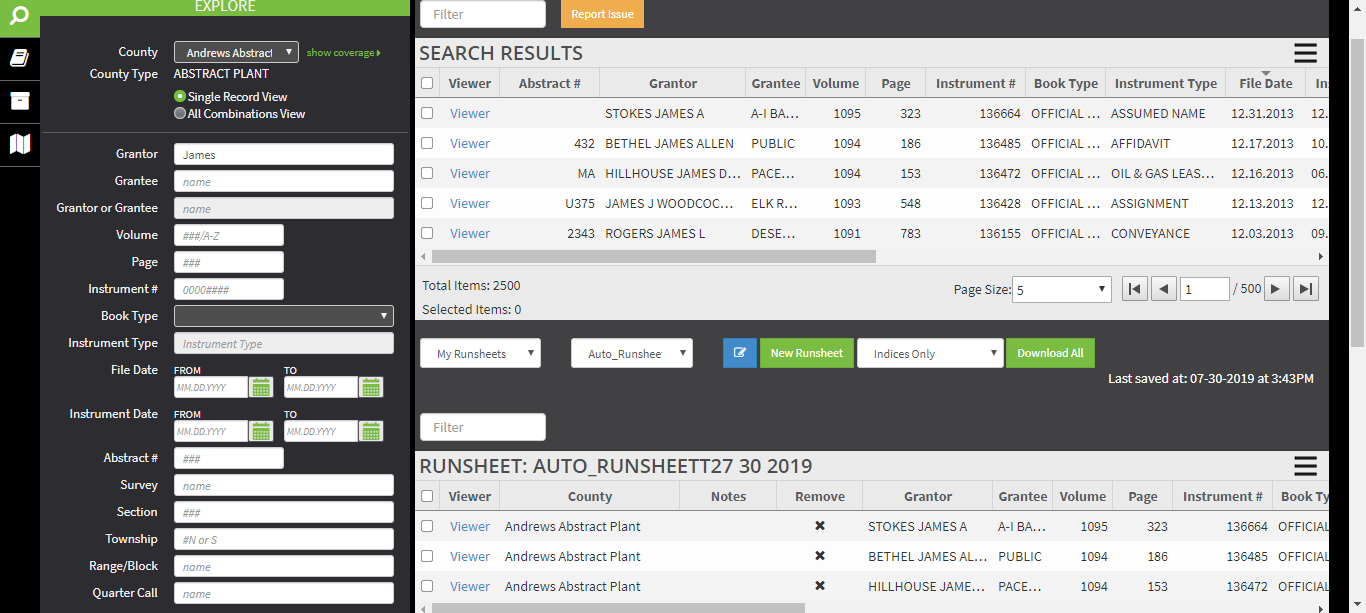 EXPLORE
County Andrews Abstract show coverage
County Type ABSTRACT PLANT
Single Record View
All Combinations View
Grantor James
Grantee name
Grantor or Grantee name
Volume ###/A-Z
Page ###
Instrument # 0000####
Book Type
Instrument Type Instrument Type
File Date FROM TO
MM.DD.YYYY MM.DD.YYYY
Instrument Date FROM TO
MM.DD.YYYY MM.DD.YYYY
Abstract # ###
Survey name
Section ###
Township #N or S
Range/Block name
Quarter Call name
Filter Report Issue
SEARCH RESULTS
Viewer Abstract # Grantor Grantee Volume Page Instrument # Book Type Instrument Type File Date In
Viewer STOKES JAMES A A-I BA... 1095 323 136664 OFFICIAL ... ASSUMED NAME 12.31.2013 12.
Viewer 432 BETHEL JAMES ALLEN PUBLIC 1094 186 136485 OFFICIAL ... AFFIDAVIT 12.17.2013 10.
Viewer MA HILLHOUSE JAMES D... PACE... 1094 153 136472 OFFICIAL ... OIL & GAS LEAS... 12.16.2013 06.
Viewer U375 JAMES J WOODCOC... ELK R... 1093 548 136428 OFFICIAL ... ASSIGNMENT 12.13.2013 12.
Viewer 2343 ROGERS JAMES L DESE... 1091 783 136155 OFFICIAL ... CONVEYANCE 12.03.2013 09.
Total Items: 2500
Page Size: 5 1 / 500
Selected Items: 0
My Runsheets Auto_Runshee New Runsheet Indices Only Download All
Last saved at: 07-30-2019 at 3:43PM
Filter
RUNSHEET: AUTO_RUNSHEETT27 30 2019
Viewer County Notes Remove Grantor Grantee Volume Page Instrument # Book Ty
Viewer Andrews Abstract Plant STOKES JAMES A A-I BA... 1095 323 136664 OFFICIAL
Viewer Andrews Abstract Plant BETHEL JAMES AL... PUBLIC 1094 186 136485 OFFICIAL
Viewer Andrews Abstract Plant HILLHOUSE JAME... PACE... 1094 153 136472 OFFICIAL